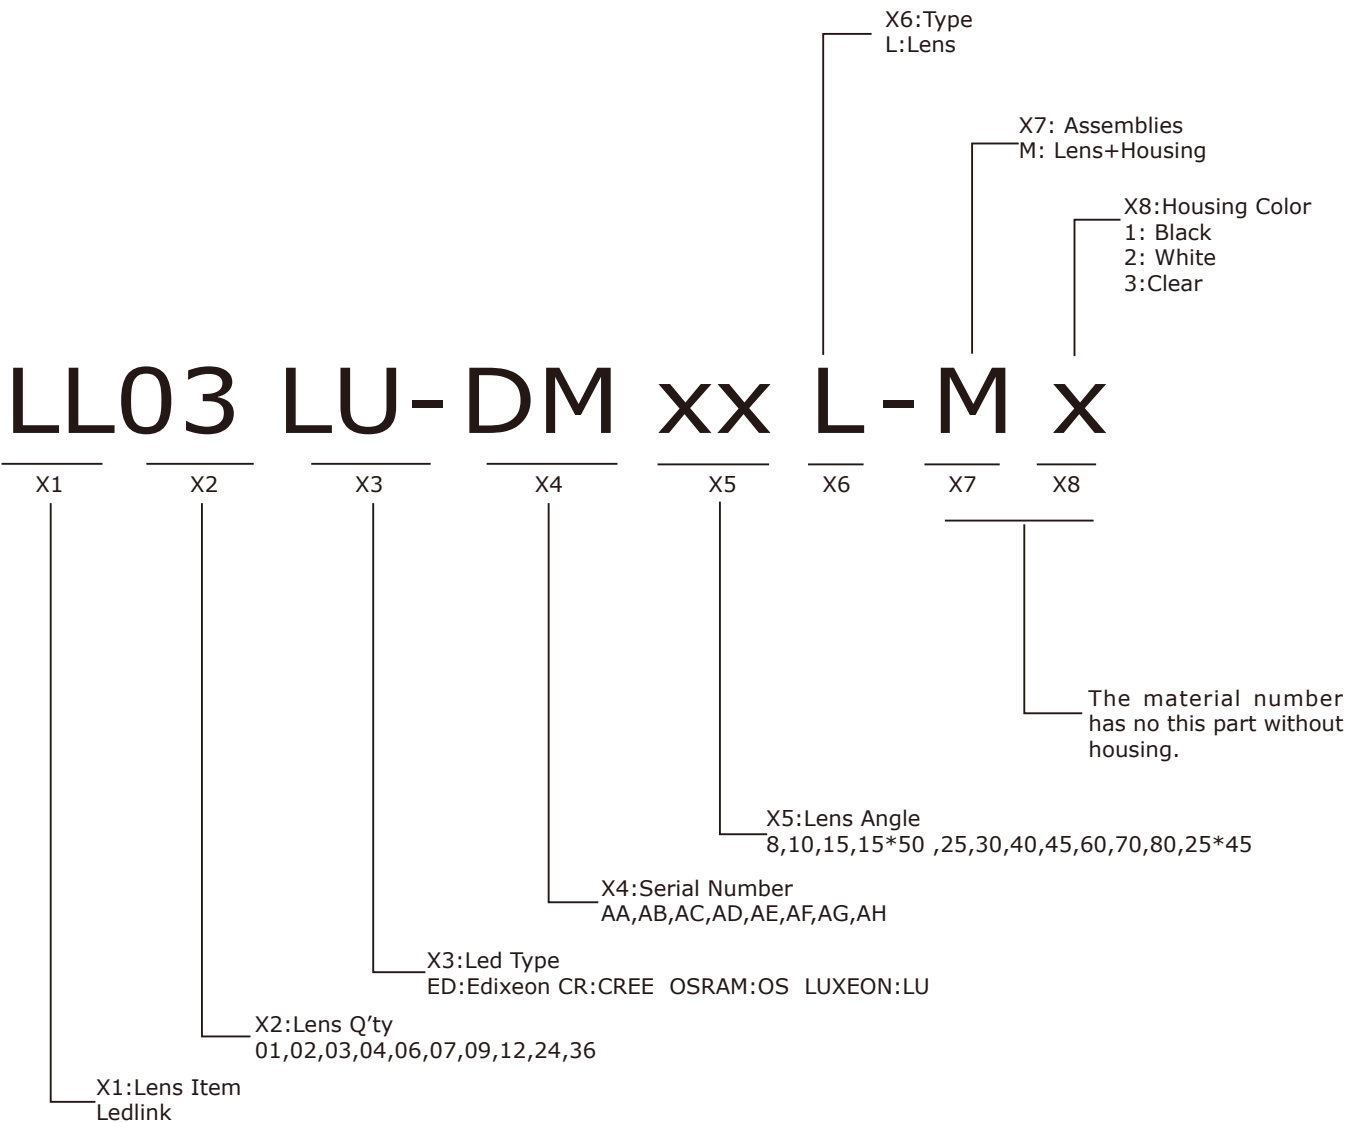 X6:Type
L:Lens
X7: Assemblies
M: Lens+Housing
X8:Housing Color
1: Black
2: White
3:Clear
LL03 LU-DM xx L-M x
X1 X2 X3 X4 X5 X6 X7 X8
The material number
has no this part without
housing.
X5:Lens Angle
8,10,15,15*50 ,25,30,40,45,60,70,80,25*45
X4:Serial Number
AA,AB,AC,AD,AE,AF,AG,AH
X3:Led Type
ED:Edixeon CR:CREE OSRAM:OS LUXEON:LU
X2:Lens Q’ty
01,02,03,04,06,07,09,12,24,36
X1:Lens Item
Ledlink